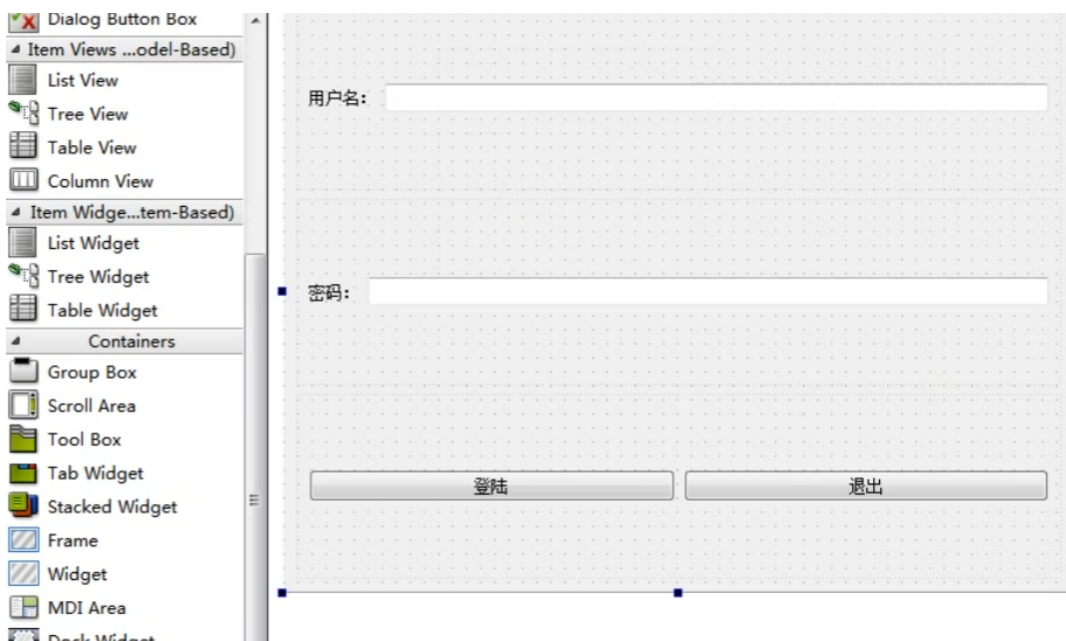 Dialog Button Box
Item Views ...odel-Based)
List View
Tree View
Table View
Column View
Item Widge...tem-Based)
List Widget
Tree Widget
Table Widget
Containers
Group Box
Scroll Area
Tool Box
Tab Widget
Stacked Widget
Frame
Widget
MDI Area
Dock Widget
用户名：
密码：
登陆
退出